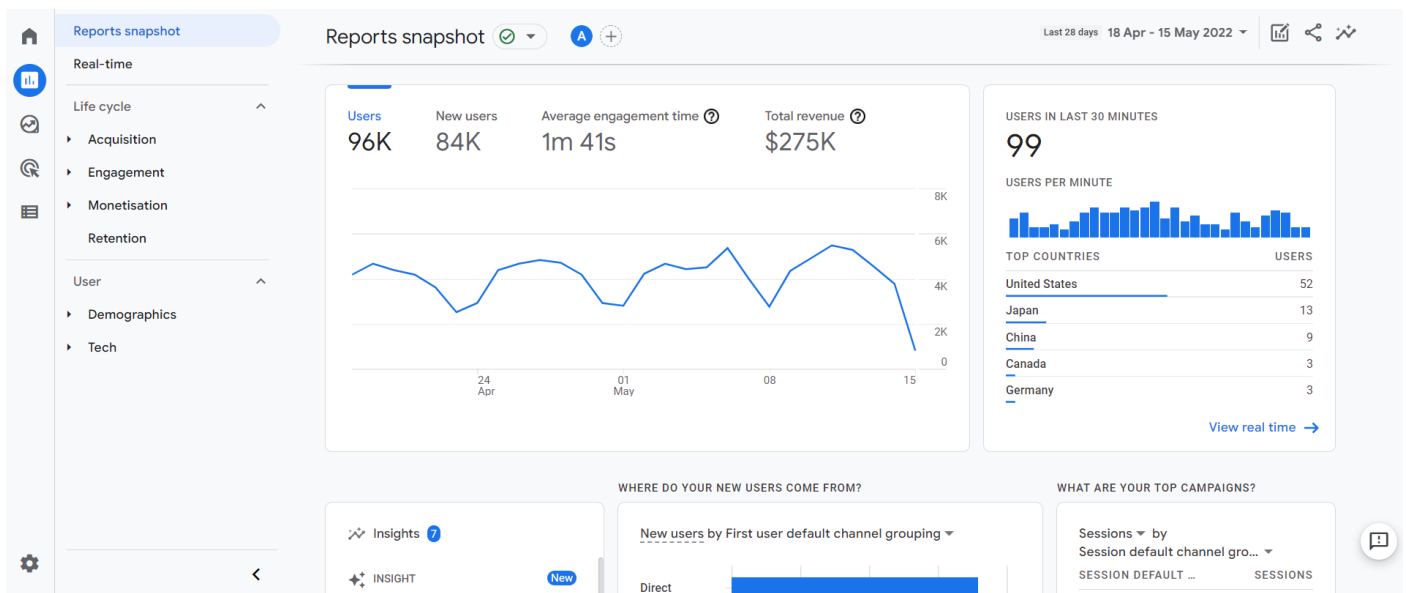 Reports snapshot
Real-time
Life cycle
Acquisition
Engagement
Monetisation
Retention
User
Demographics
Tech
Reports snapshot
A
Last 28 days 18 Apr - 15 May 2022
Users
96K
New users
84K
Average engagement time
1m 41s
Total revenue
$275K
8K
6K
4K
2K
0
24
Apr
01
May
08
15
USERS IN LAST 30 MINUTES
99
USERS PER MINUTE
TOP COUNTRIES USERS
United States 52
Japan 13
China 9
Canada 3
Germany 3
View real time
Insights 7
INSIGHT New
WHERE DO YOUR NEW USERS COME FROM?
New users by First user default channel grouping
Direct
WHAT ARE YOUR TOP CAMPAIGNS?
Sessions by
Session default channel gro...
SESSION DEFAULT ... SESSIONS